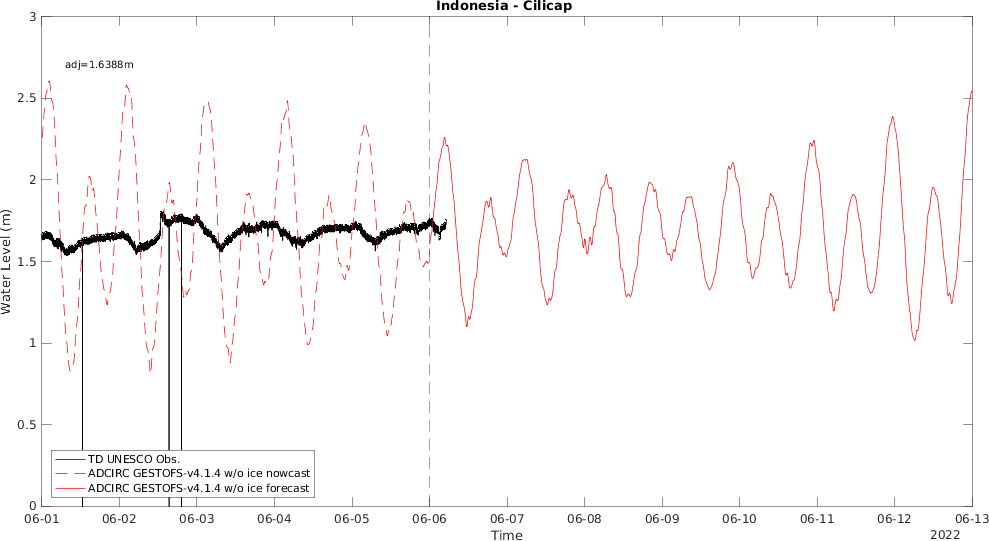 Indonesia - Cilicap
adj=1.6388m
3
2.5
2
1.5
1
0.5
0
Water Level (m)
TD UNESCO Obs.
ADCIRC GESTOFS-v4.1.4 w/o ice nowcast
ADCIRC GESTOFS-v4.1.4 w/o ice forecast
06-01 06-02 06-03 06-04 06-05 06-06 06-07 06-08 06-09 06-10 06-11 06-12 06-13
Time
2022